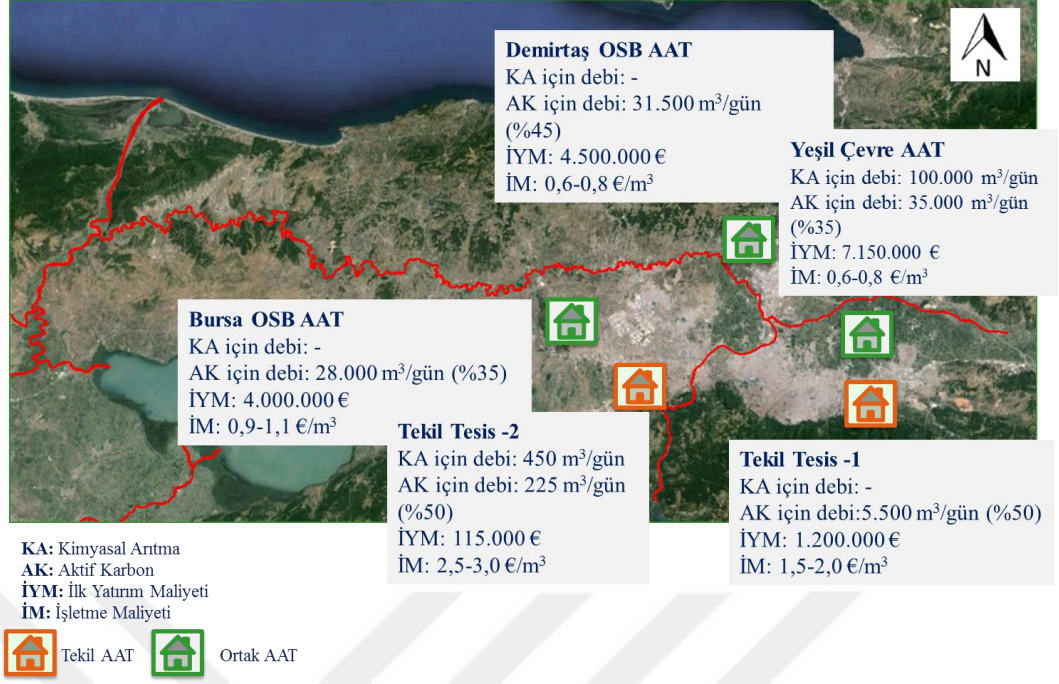 N
Demirtaş OSB AAT
KA için debi: -
AK için debi: 31.500 m³/gün
(%45)
İYM: 4.500.000 €
İM: 0,6-0,8 €/m³
Yeşil Çevre AAT
KA için debi: 100.000 m³/gün
AK için debi: 35.000 m³/gün
(%35)
İYM: 7.150.000 €
İM: 0,6-0,8 €/m³
Bursa OSB AAT
KA için debi: -
AK için debi: 28.000 m³/gün (%35)
İYM: 4.000.000 €
İM: 0,9-1,1 €/m³
Tekil Tesis -2
KA için debi: 450 m³/gün
AK için debi: 225 m³/gün
(%50)
İYM: 115.000 €
İM: 2,5-3,0 €/m³
Tekil Tesis -1
KA için debi: -
AK için debi:5.500 m³/gün (%50)
İYM: 1.200.000 €
İM: 1,5-2,0 €/m³
KA: Kimyasal Arıtma
AK: Aktif Karbon
İYM: İlk Yatırım Maliyeti
İM: İşletme Maliyeti
Tekil AAT
Ortak AAT